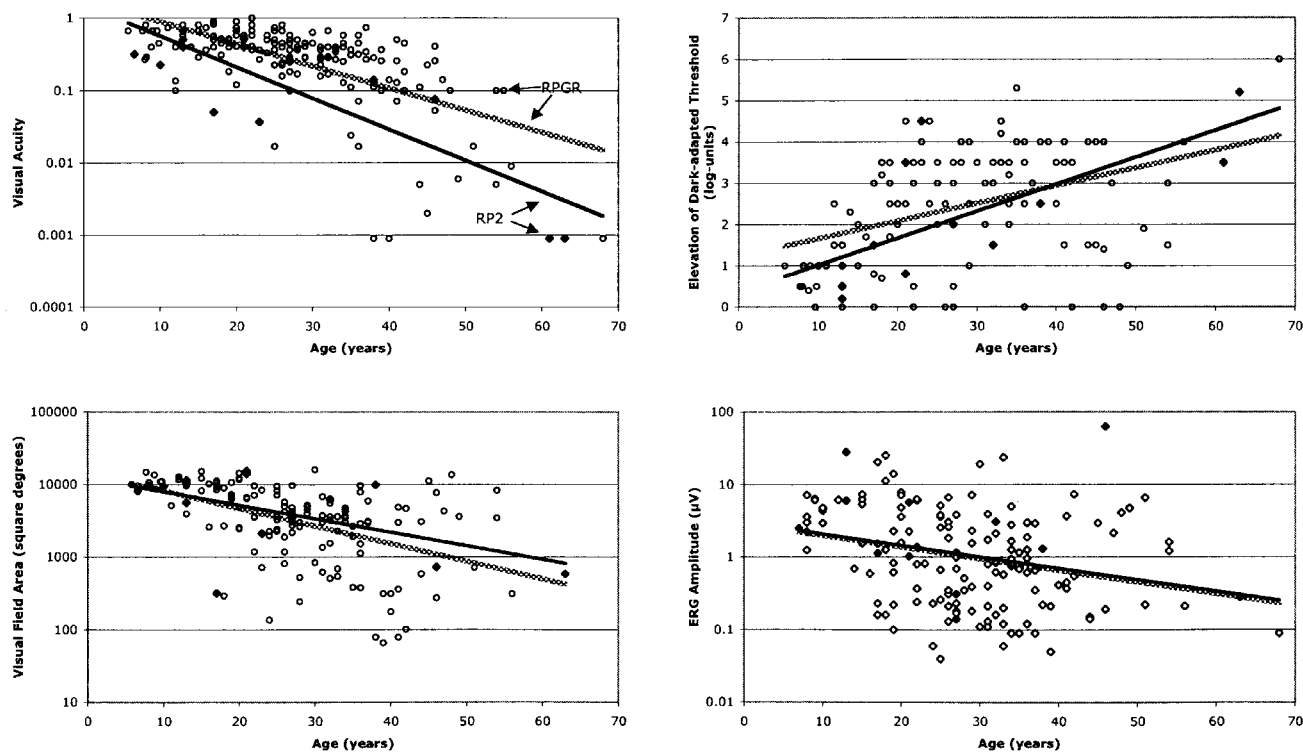 1
0.1
0.01
0.001
0.0001
Visual Acuity
RPGR
RP2
0 10 20 30 40 50 60 70
Age (years)
7
6
5
4
3
2
1
0
Elevation of Dark-adapted Threshold
(log-units)
0 10 20 30 40 50 60 70
Age (years)
100000
10000
1000
100
10
Visual Field Area (square degrees)
0 10 20 30 40 50 60 70
Age (years)
100
10
1
0.1
0.01
ERG Amplitude (μV)
0 10 20 30 40 50 60 70
Age (years)